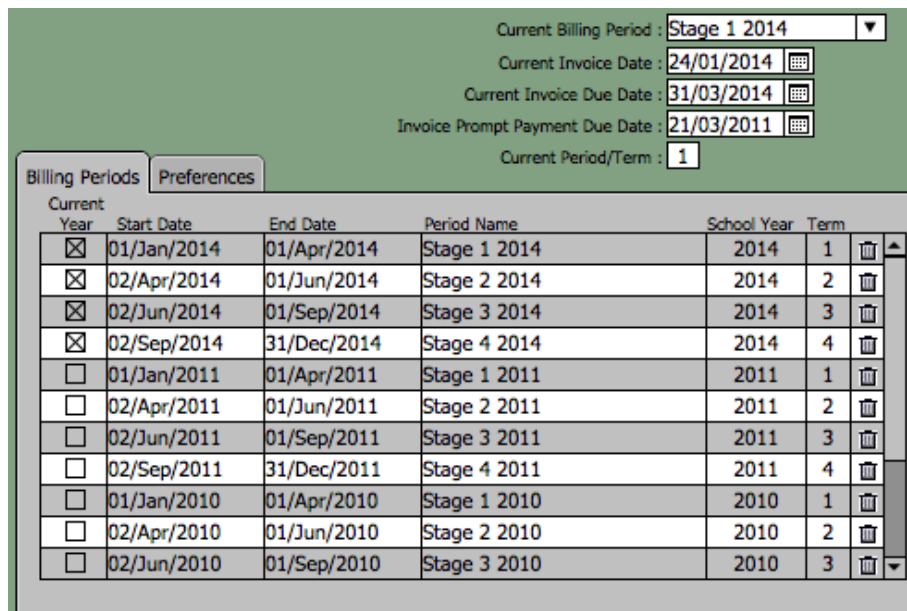 Current Billing Period : Stage 1 2014
Current Invoice Date : 24/01/2014
Current Invoice Due Date : 31/03/2014
Invoice Prompt Payment Due Date : 21/03/2011
Current Period/Term : 1
Billing Periods Preferences
Current
Year Start Date End Date Period Name School Year Term
01/Jan/2014 01/Apr/2014 Stage 1 2014 2014 1
02/Apr/2014 01/Jun/2014 Stage 2 2014 2014 2
02/Jun/2014 01/Sep/2014 Stage 3 2014 2014 3
02/Sep/2014 31/Dec/2014 Stage 4 2014 2014 4
01/Jan/2011 01/Apr/2011 Stage 1 2011 2011 1
02/Apr/2011 01/Jun/2011 Stage 2 2011 2011 2
02/Jun/2011 01/Sep/2011 Stage 3 2011 2011 3
02/Sep/2011 31/Dec/2011 Stage 4 2011 2011 4
01/Jan/2010 01/Apr/2010 Stage 1 2010 2010 1
02/Apr/2010 01/Jun/2010 Stage 2 2010 2010 2
02/Jun/2010 01/Sep/2010 Stage 3 2010 2010 3